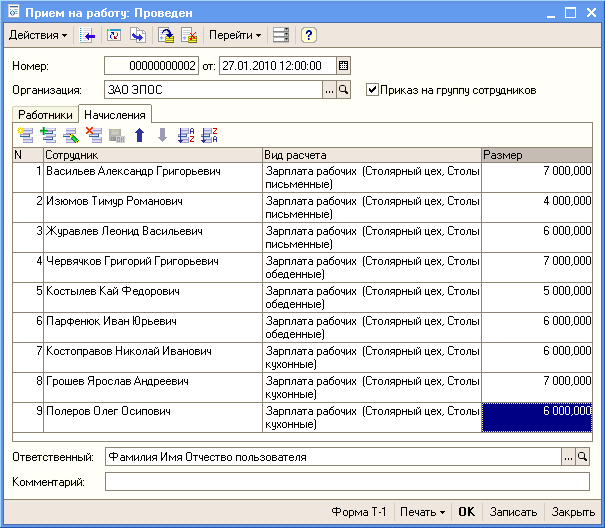 Прием на работу: Проведен
Действия Перейти ?
Номер: 00000000002 от: 27.01.2010 12:00:00
Организация: ЗАО ЭПОС ... Приказ на группу сотрудников
Работники Начисления
N Сотрудник Вид расчета Размер
1 Васильев Александр Григорьевич Зарплата рабочих (Столярный цех, Столы 7 000,000
письменные)
2 Изюмов Тимур Романович Зарплата рабочих (Столярный цех, Столы 4 000,000
письменные)
3 Журавлев Леонид Васильевич Зарплата рабочих (Столярный цех, Столы 6 000,000
письменные)
4 Червячков Григорий Григорьевич Зарплата рабочих (Столярный цех, Столы 7 000,000
обеденные)
5 Костылев Кай Федорович Зарплата рабочих (Столярный цех, Столы 5 000,000
обеденные)
6 Парфенюк Иван Юрьевич Зарплата рабочих (Столярный цех, Столы 6 000,000
обеденные)
7 Костоправов Николай Иванович Зарплата рабочих (Столярный цех, Столы 6 000,000
кухонные)
8 Грошев Ярослав Андреевич Зарплата рабочих (Столярный цех, Столы 7 000,000
кухонные)
9 Полеров Олег Осипович Зарплата рабочих (Столярный цех, Столы 6 000,000
кухонные)
Ответственный: Фамилия Имя Отчество пользователя ...
Комментарий:
Форма Т-1 Печать OK Записать Закрыть